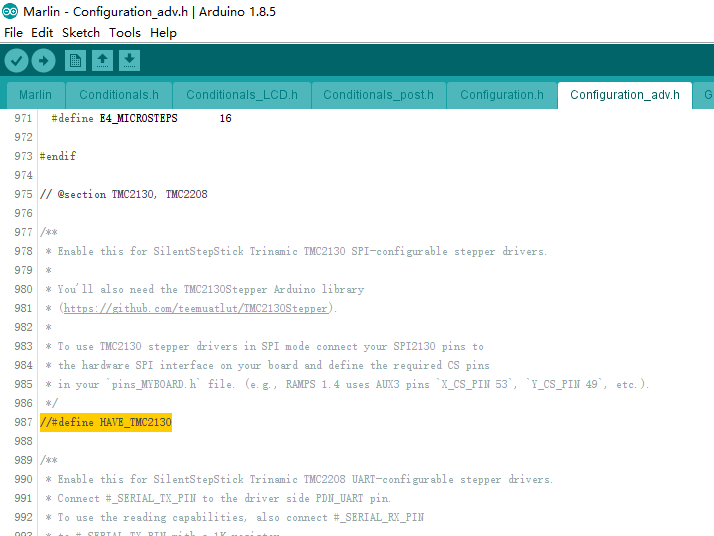 Marlin - Configuration_adv.h | Arduino 1.8.5
File Edit Sketch Tools Help
Marlin Conditionals.h Conditionals_LCD.h Conditionals_post.h Configuration.h Configuration_adv.h G
971 #define E4_MICROSTEPS 16
972
973 #endif
974
975 // @section TMC2130, TMC2208
976
977 /**
978 * Enable this for SilentStepStick Trinamic TMC2130 SPI-configurable stepper drivers.
979 *
980 * You'll also need the TMC2130Stepper Arduino library
981 * (https://github.com/teemuatlut/TMC2130Stepper).
982 *
983 * To use TMC2130 stepper drivers in SPI mode connect your SPI2130 pins to
984 * the hardware SPI interface on your board and define the required CS pins
985 * in your `pins_MYBOARD.h` file. (e.g., RAMPS 1.4 uses AUX3 pins `X_CS_PIN 53`, `Y_CS_PIN 49`, etc.).
986 */
987 //#define HAVE_TMC2130
988
989 /**
990 * Enable this for SilentStepStick Trinamic TMC2208 UART-configurable stepper drivers.
991 * Connect #_SERIAL_TX_PIN to the driver side PDN_UART pin.
992 * To use the reading capabilities, also connect #_SERIAL_RX_PIN
993 * to #_SERIAL_TX_PIN with a 1K resistor